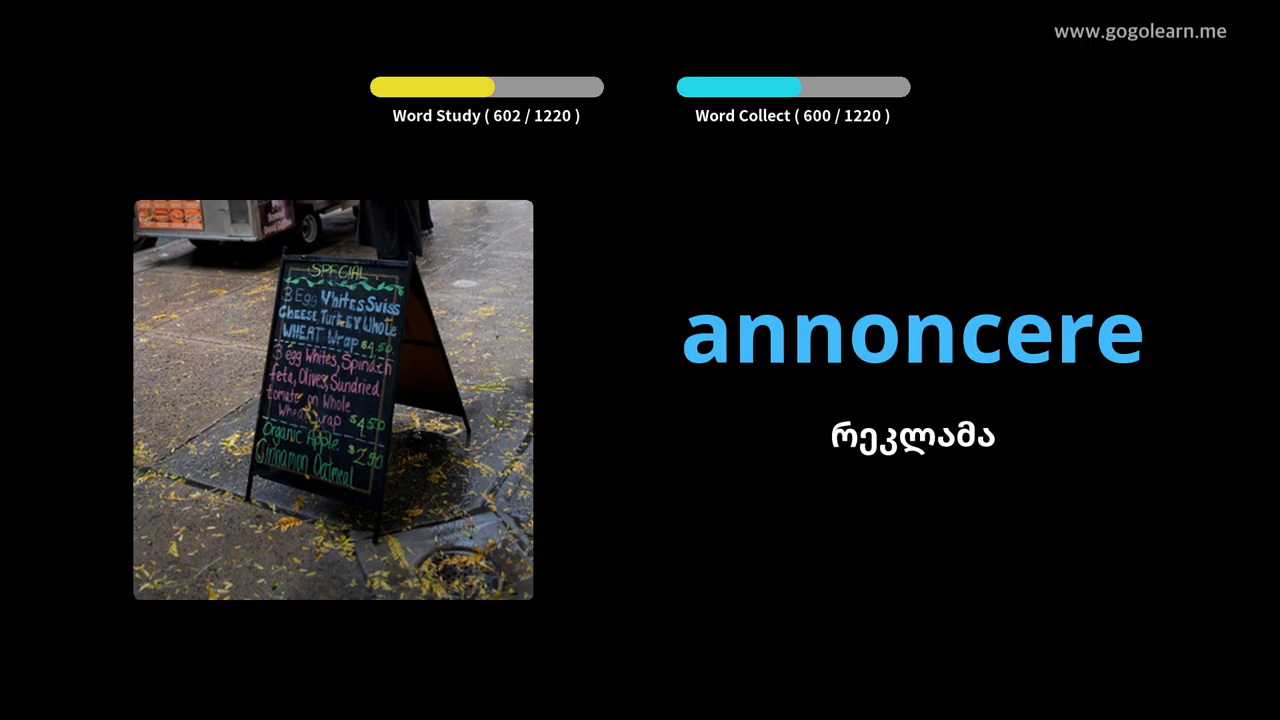 www.gogolearn.me
Word Study ( 602 / 1220 )
Word Collect ( 600 / 1220 )
SPECIAL
3 Egg Whites, Swiss
Cheese, Turkey Whole
WHEAT Wrap $4.50
3 egg Whites, Spinach
feta, Olives, Sundried
tomato on Whole
Wheat Wrap $4.50
Organic Apple
Cinnamon Oatmeal $2.50
annoncere
რეკლამა